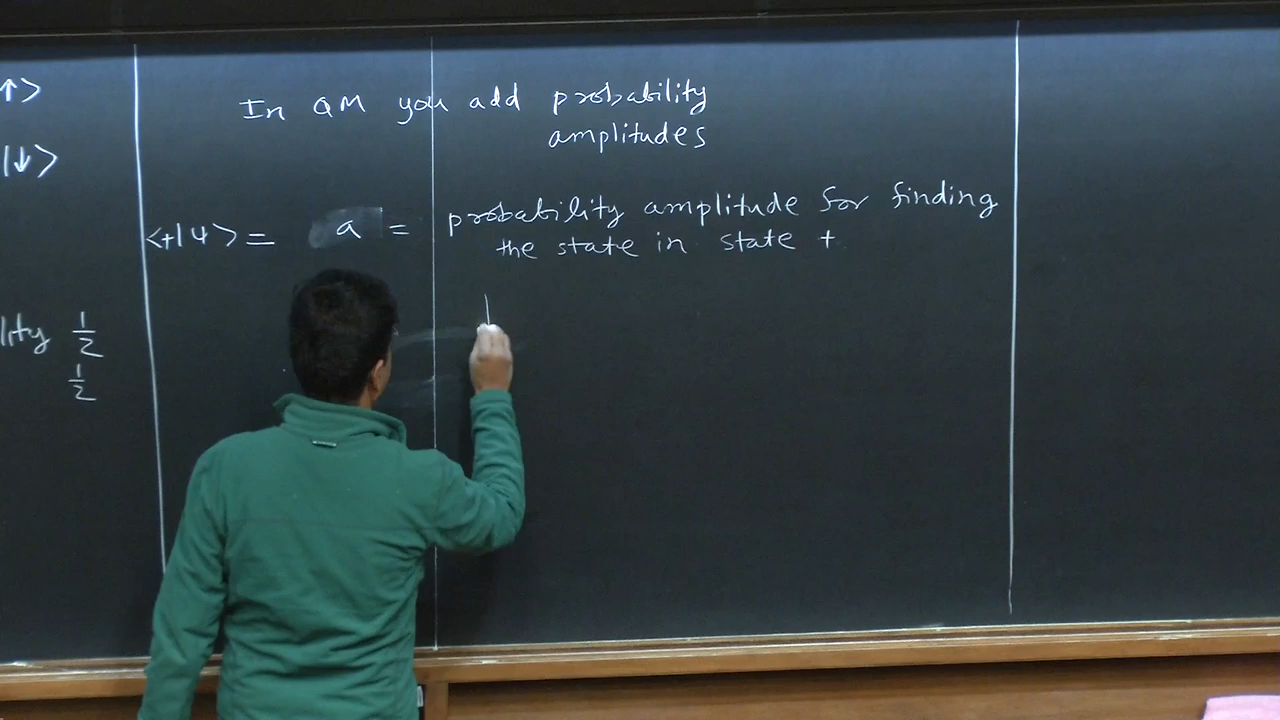 ↑>
|↓>
lity 1/2
1/2
In QM you add probability
amplitudes
<+|ψ> = a = probability amplitude for finding
the state in state +